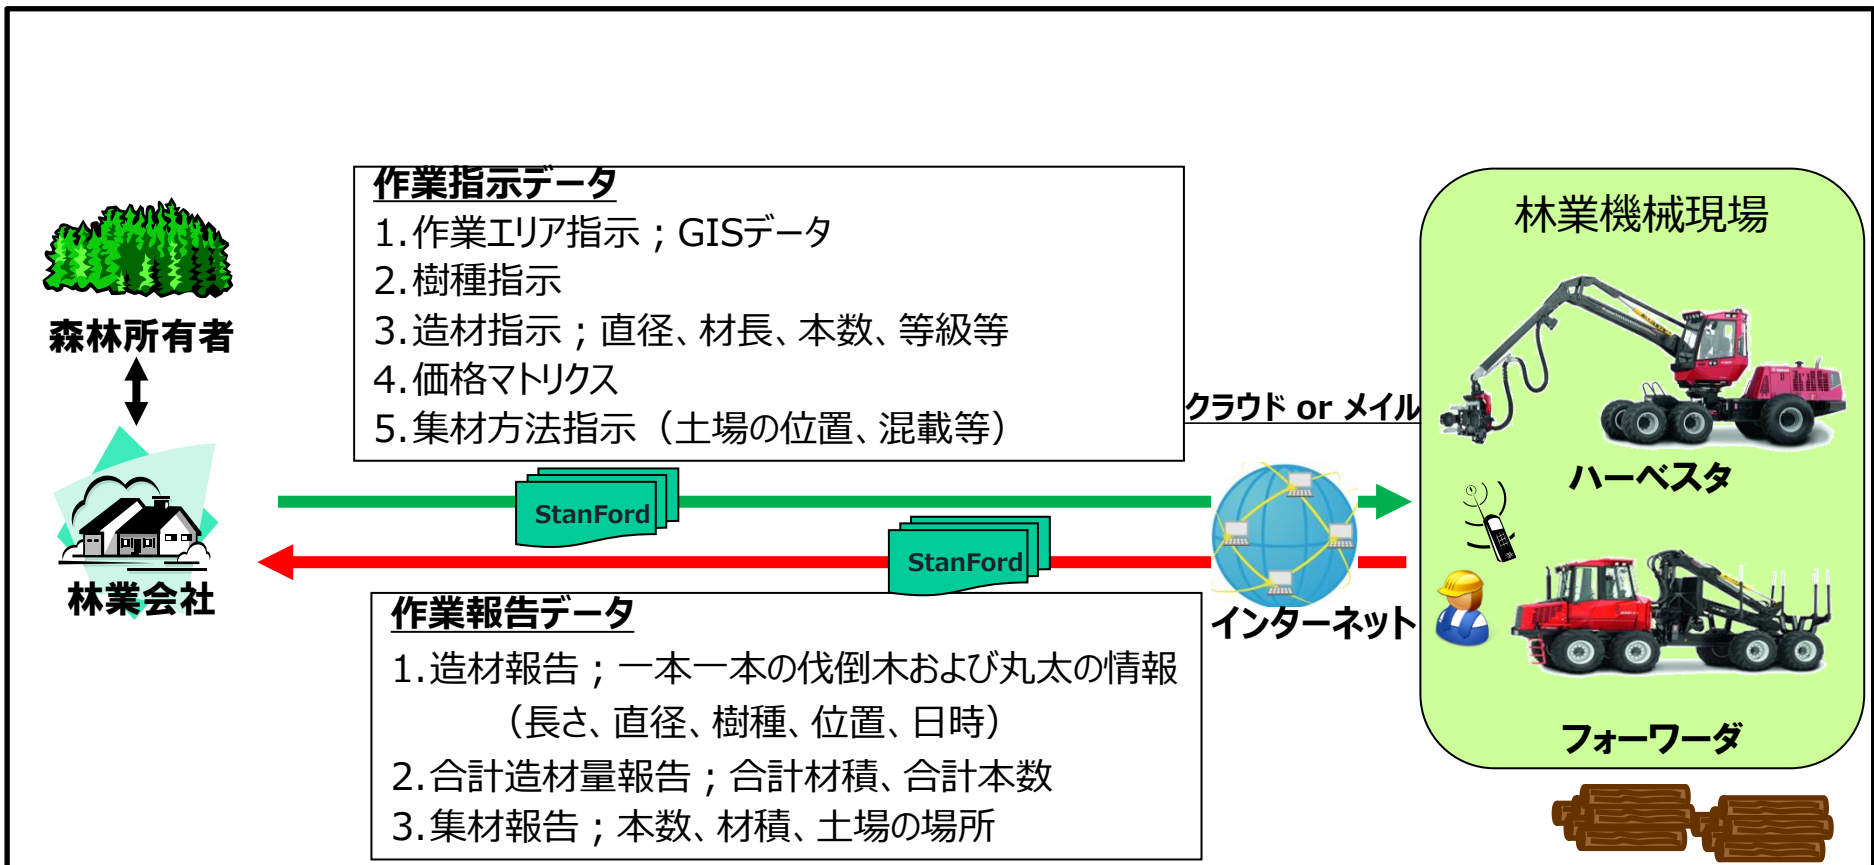 作業指示データ
1.作業エリア指示；GISデータ
2.樹種指示
3.造材指示；直径、材長、本数、等級等
4.価格マトリクス
5.集材方法指示（土場の位置、混載等）
森林所有者
林業会社
StanFord
StanFord
クラウド or メイル
インターネット
林業機械現場
ハーベスタ
フォーワーダ
作業報告データ
1.造材報告；一本一本の伐倒木および丸太の情報
（長さ、直径、樹種、位置、日時）
2.合計造材量報告；合計材積、合計本数
3.集材報告；本数、材積、土場の場所